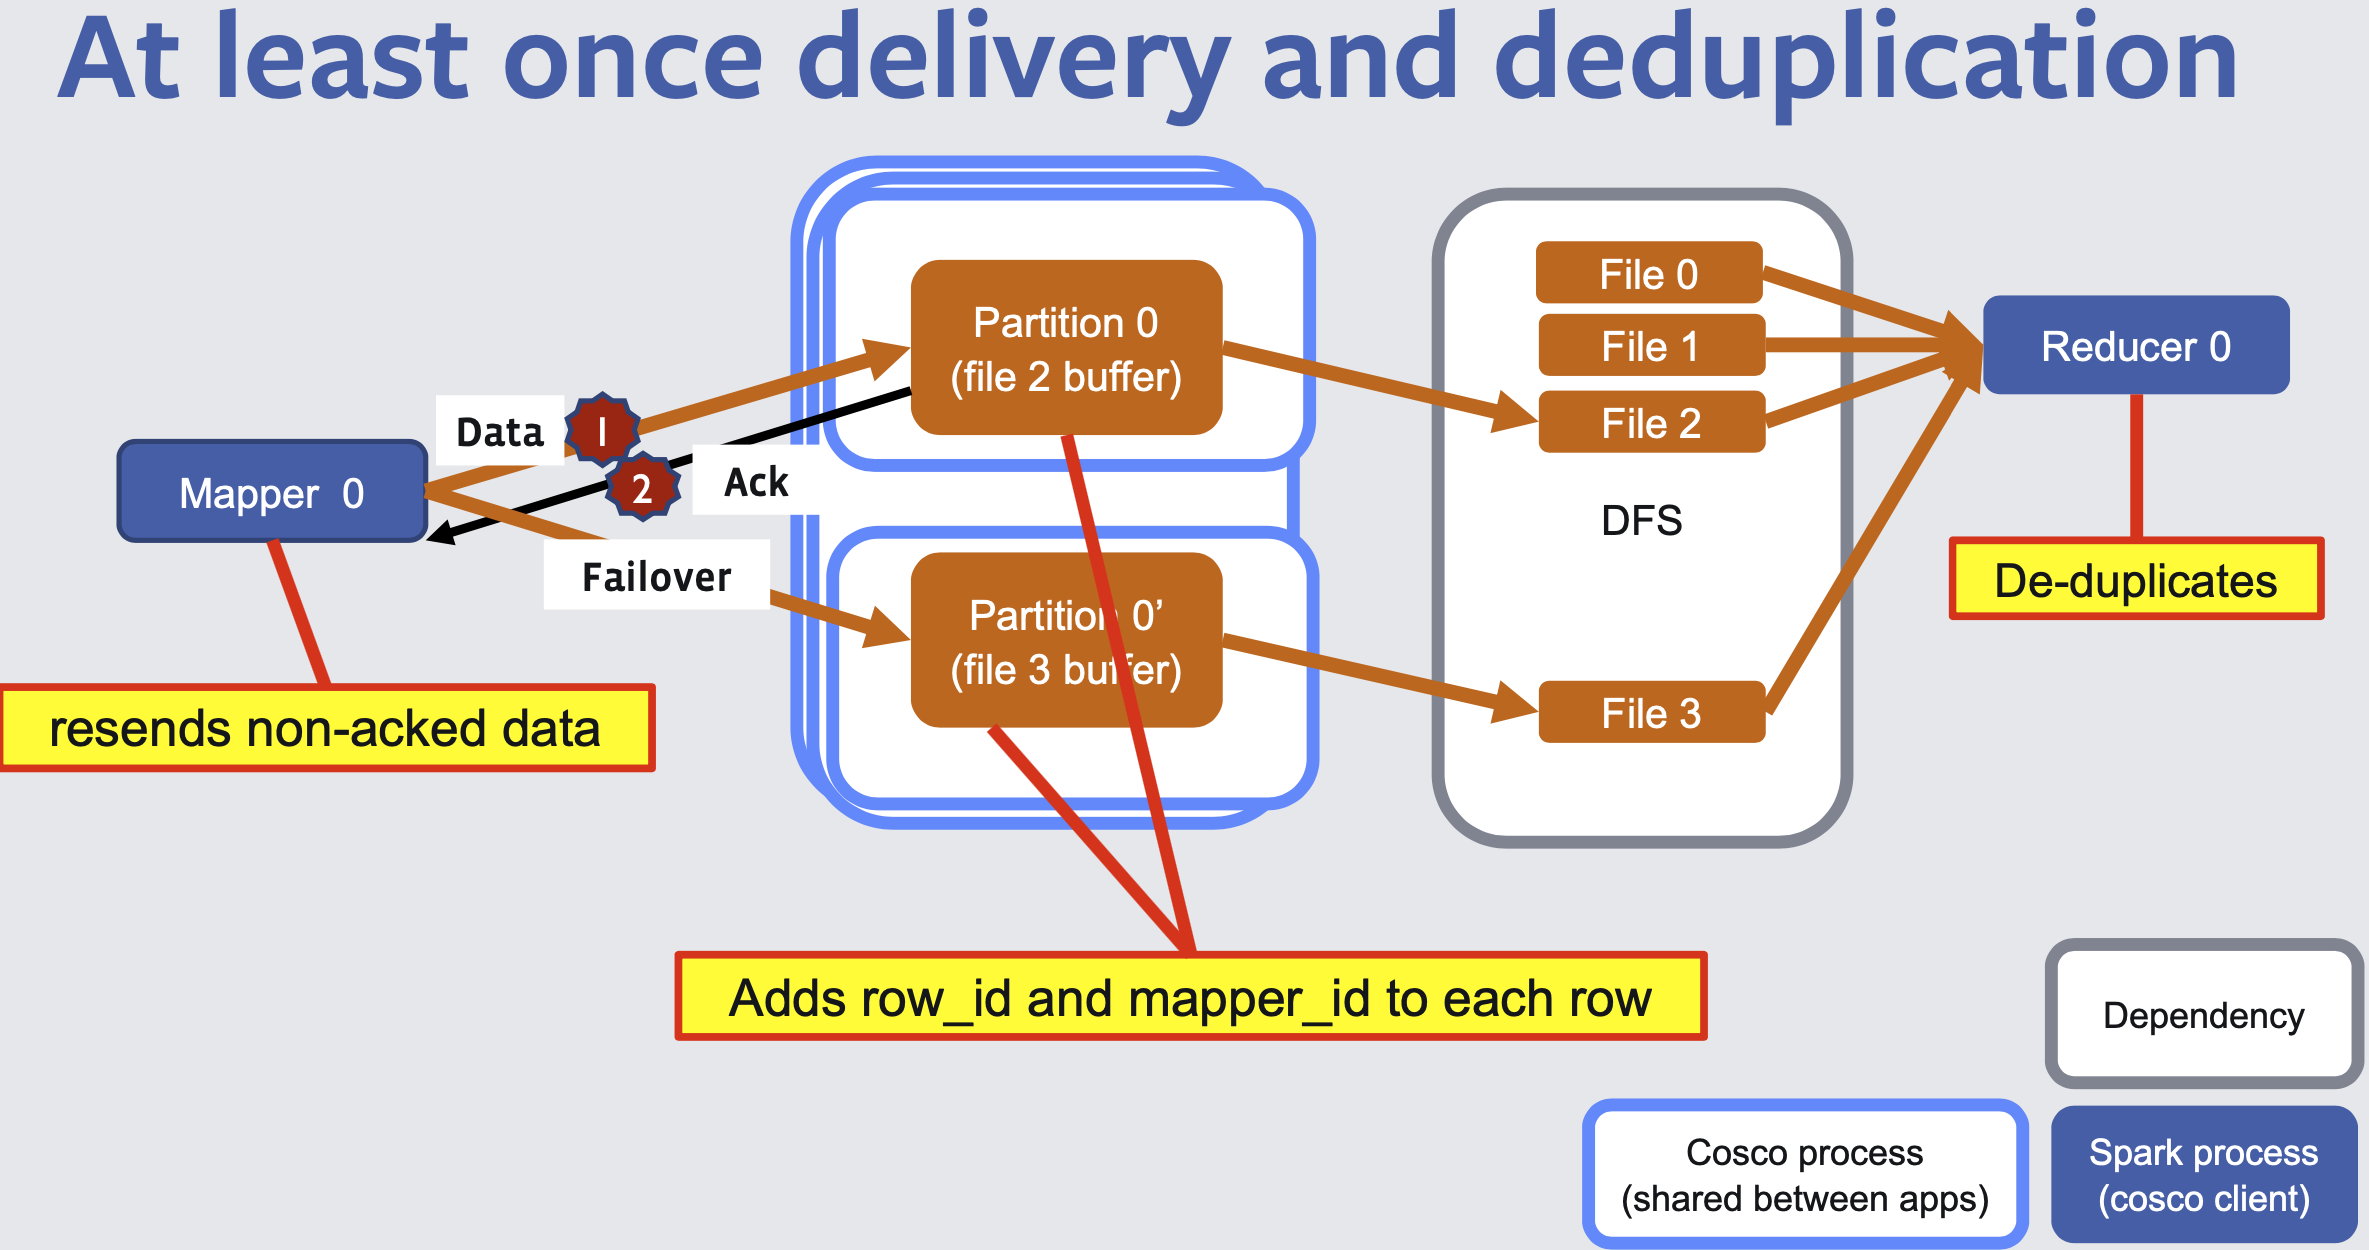 At least once delivery and deduplication
Partition 0
(file 2 buffer)
File 0
File 1
File 2
Reducer 0
Data
1
Mapper 0
2
Ack
DFS
Failover
De-duplicates
Partition 0’
(file 3 buffer)
File 3
resends non-acked data
Adds row_id and mapper_id to each row
Dependency
Cosco process
(shared between apps)
Spark process
(cosco client)